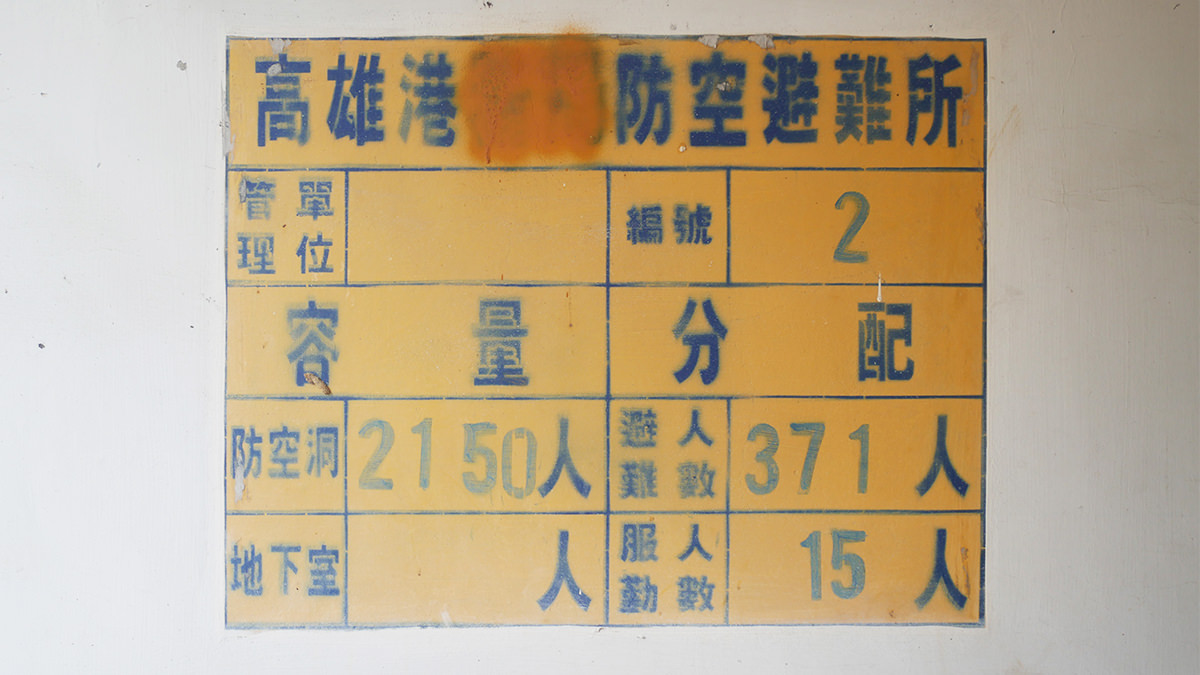 高雄港防空避難所
管理單位 編號 2
容量分配
防空洞 2150人 避難人數 371人
地下室 人 服勤人數 15人